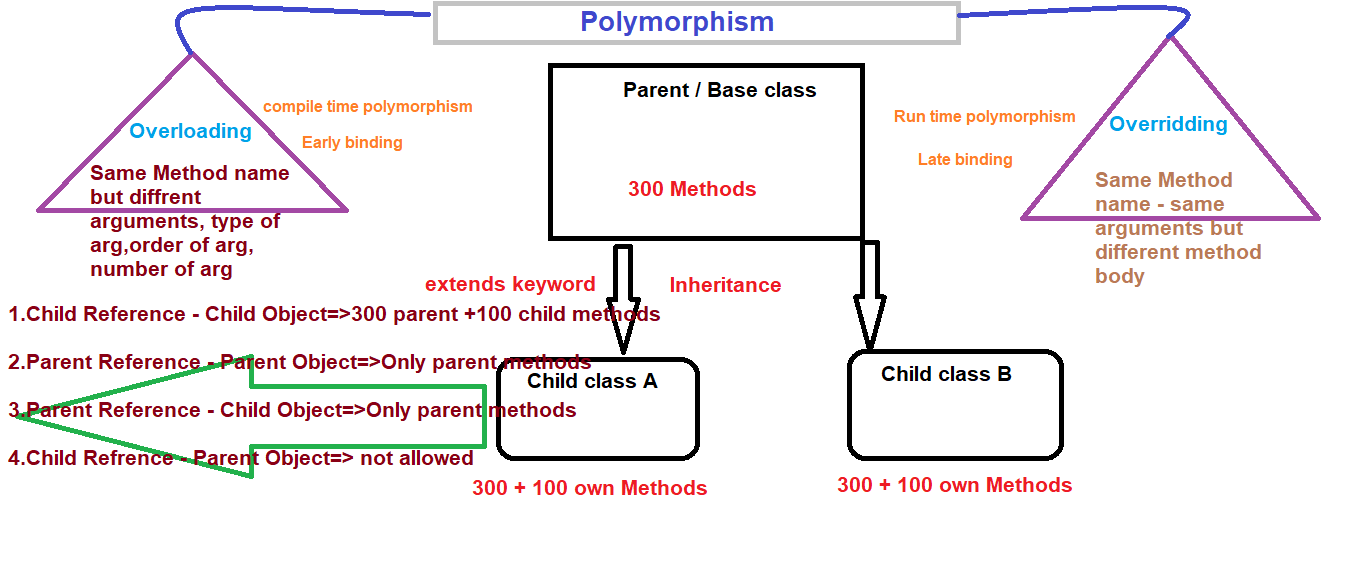 Polymorphism
Parent / Base class
300 Methods
compile time polymorphism
Early binding
Overloading
Same Method name
but diffrent
arguments, type of
arg,order of arg,
number of arg
Run time polymorphism
Late binding
Overridding
Same Method
name - same
arguments but
different method
body
extends keyword
Inheritance
1.Child Reference - Child Object=>300 parent +100 child methods
2.Parent Reference - Parent Object=>Only parent methods
3.Parent Reference - Child Object=>Only parent methods
4.Child Refrence - Parent Object=> not allowed
Child class A
300 + 100 own Methods
Child class B
300 + 100 own Methods